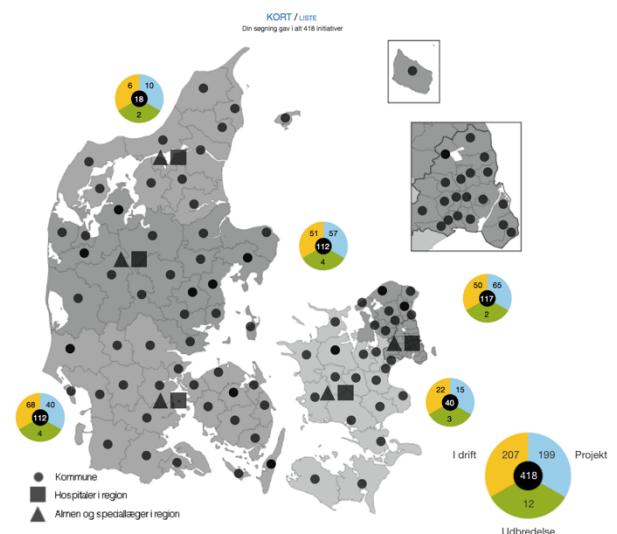 KORT / LISTE
Din søgning gav i alt 418 initiativer
6 10
18
2
51 57
112
4
50 65
117
2
68 40
112
4
22 15
40
3
I drift 207 199 Projekt
418
12
Udbredelse
Kommune
Hospitaler i region
Almen og speciallæger i region